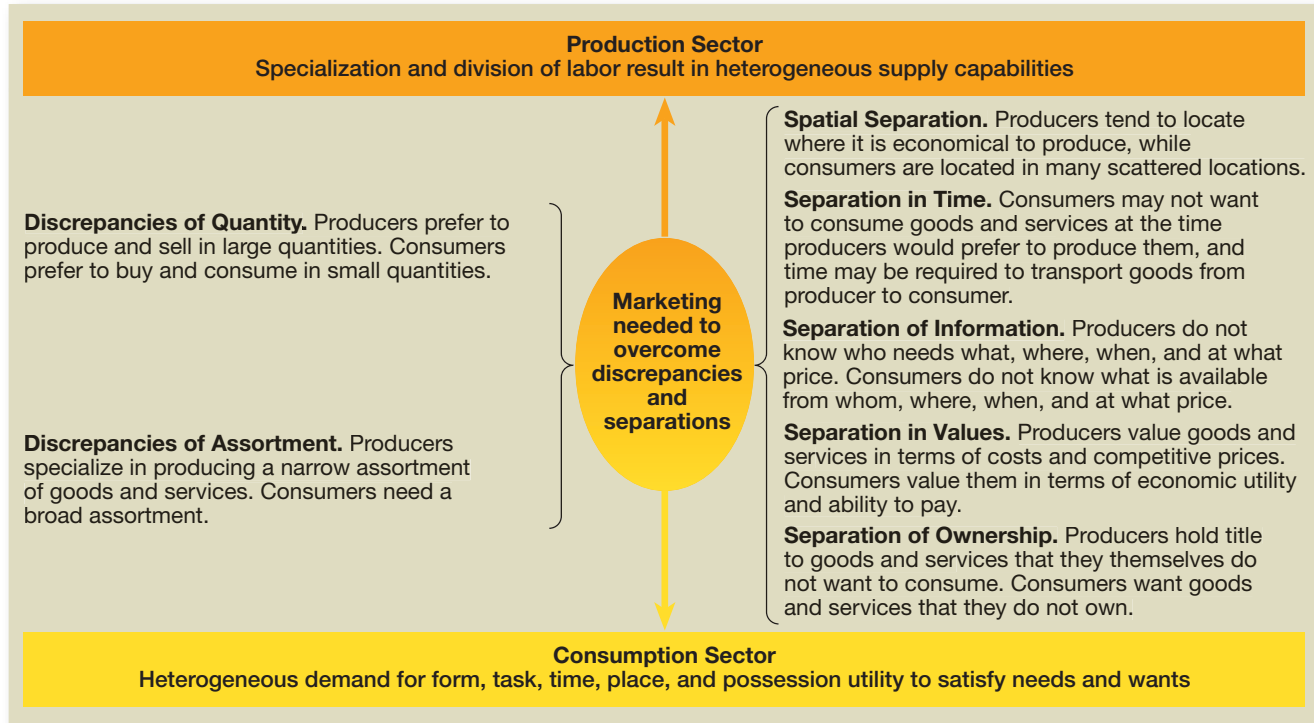 Production Sector
Specialization and division of labor result in heterogeneous supply capabilities
Discrepancies of Quantity. Producers prefer to
produce and sell in large quantities. Consumers
prefer to buy and consume in small quantities.
Discrepancies of Assortment. Producers
specialize in producing a narrow assortment
of goods and services. Consumers need a
broad assortment.
Marketing
needed to
overcome
discrepancies
and
separations
Spatial Separation. Producers tend to locate
where it is economical to produce, while
consumers are located in many scattered locations.
Separation in Time. Consumers may not want
to consume goods and services at the time
producers would prefer to produce them, and
time may be required to transport goods from
producer to consumer.
Separation of Information. Producers do not
know who needs what, where, when, and at what
price. Consumers do not know what is available
from whom, where, when, and at what price.
Separation in Values. Producers value goods and
services in terms of costs and competitive prices.
Consumers value them in terms of economic utility
and ability to pay.
Separation of Ownership. Producers hold title
to goods and services that they themselves do
not want to consume. Consumers want goods
and services that they do not own.
Consumption Sector
Heterogeneous demand for form, task, time, place, and possession utility to satisfy needs and wants